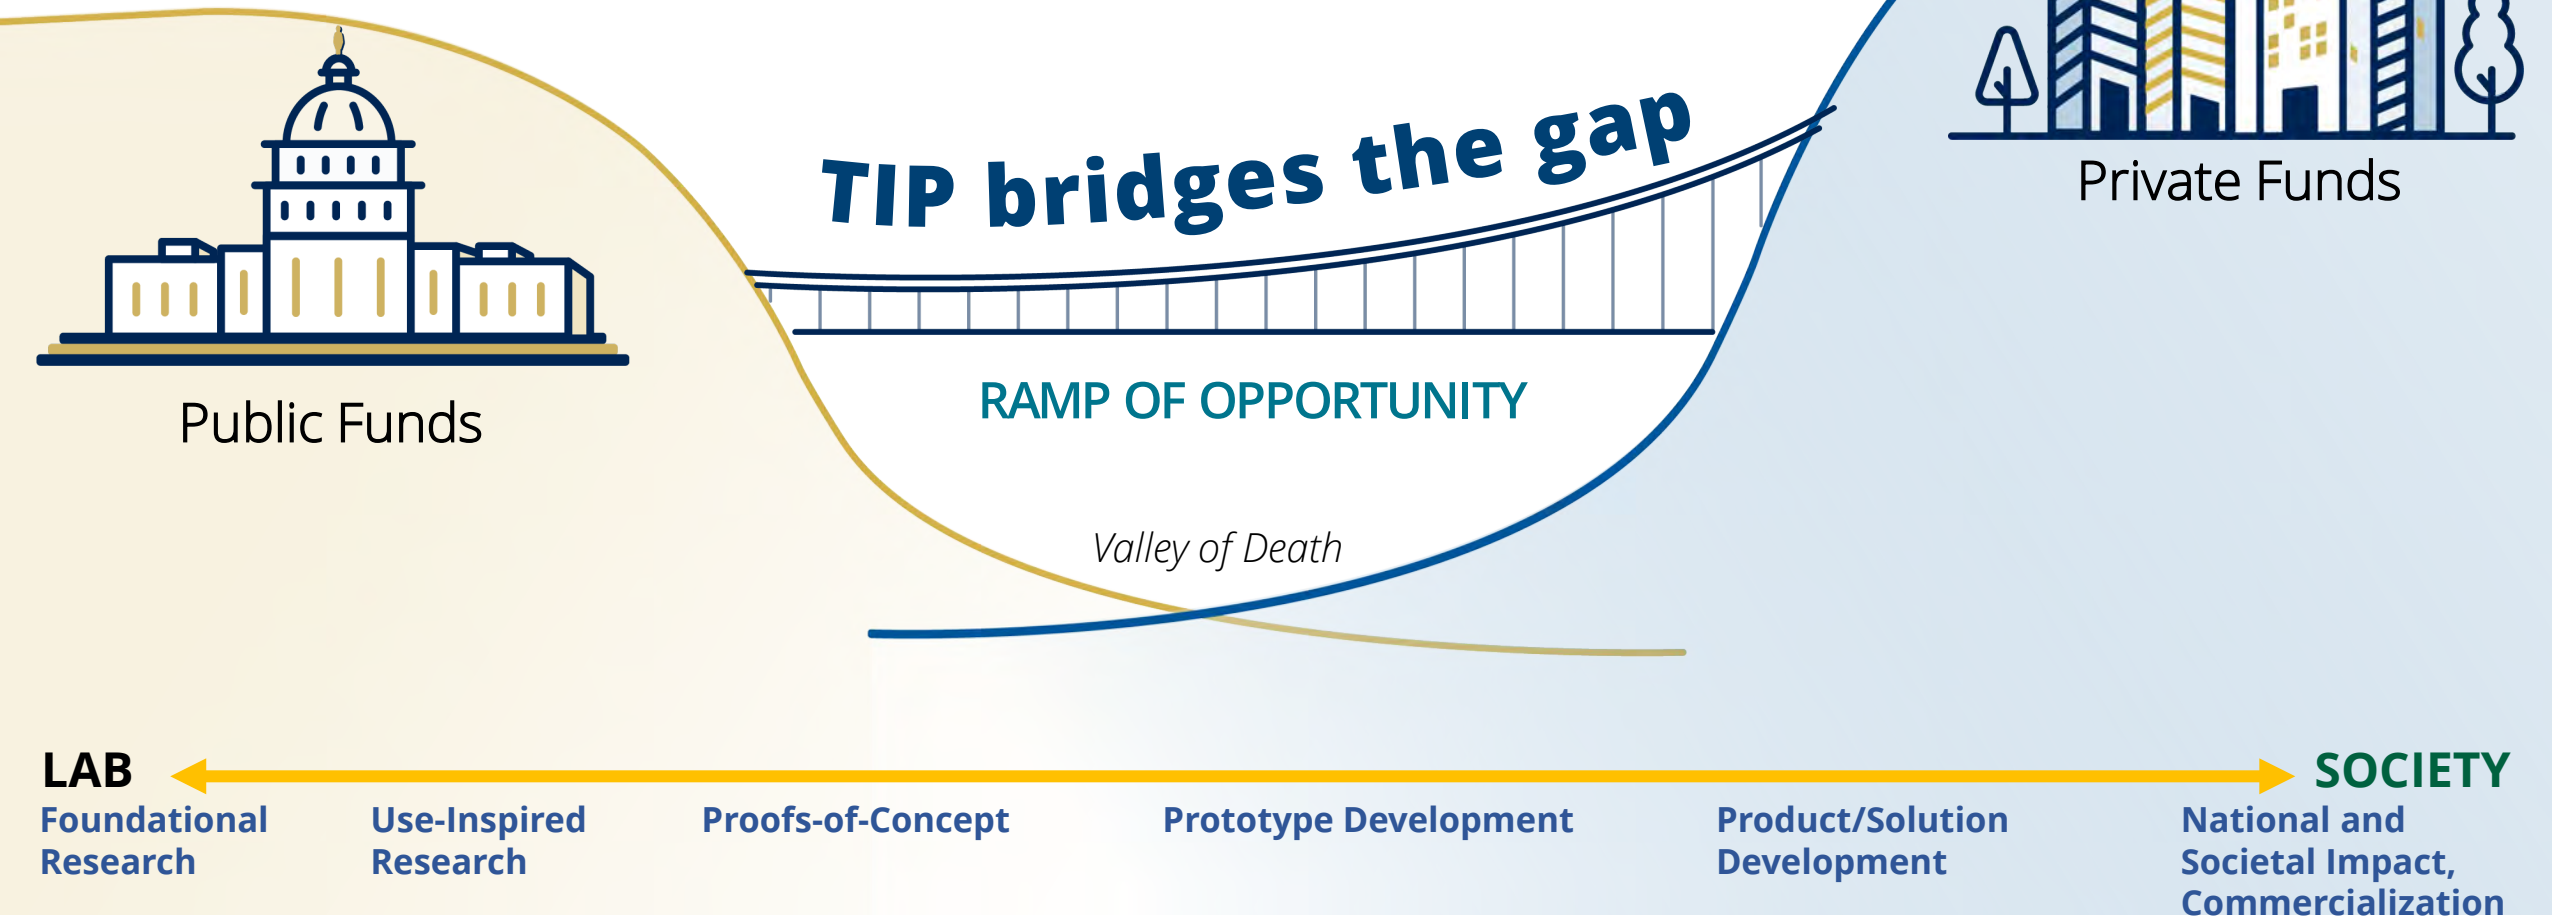 TIP bridges the gap
Private Funds
Public Funds
RAMP OF OPPORTUNITY
Valley of Death
LAB
SOCIETY
Foundational
Research
Use-Inspired
Research
Proofs-of-Concept
Prototype Development
Product/Solution
Development
National and
Societal Impact,
Commercialization